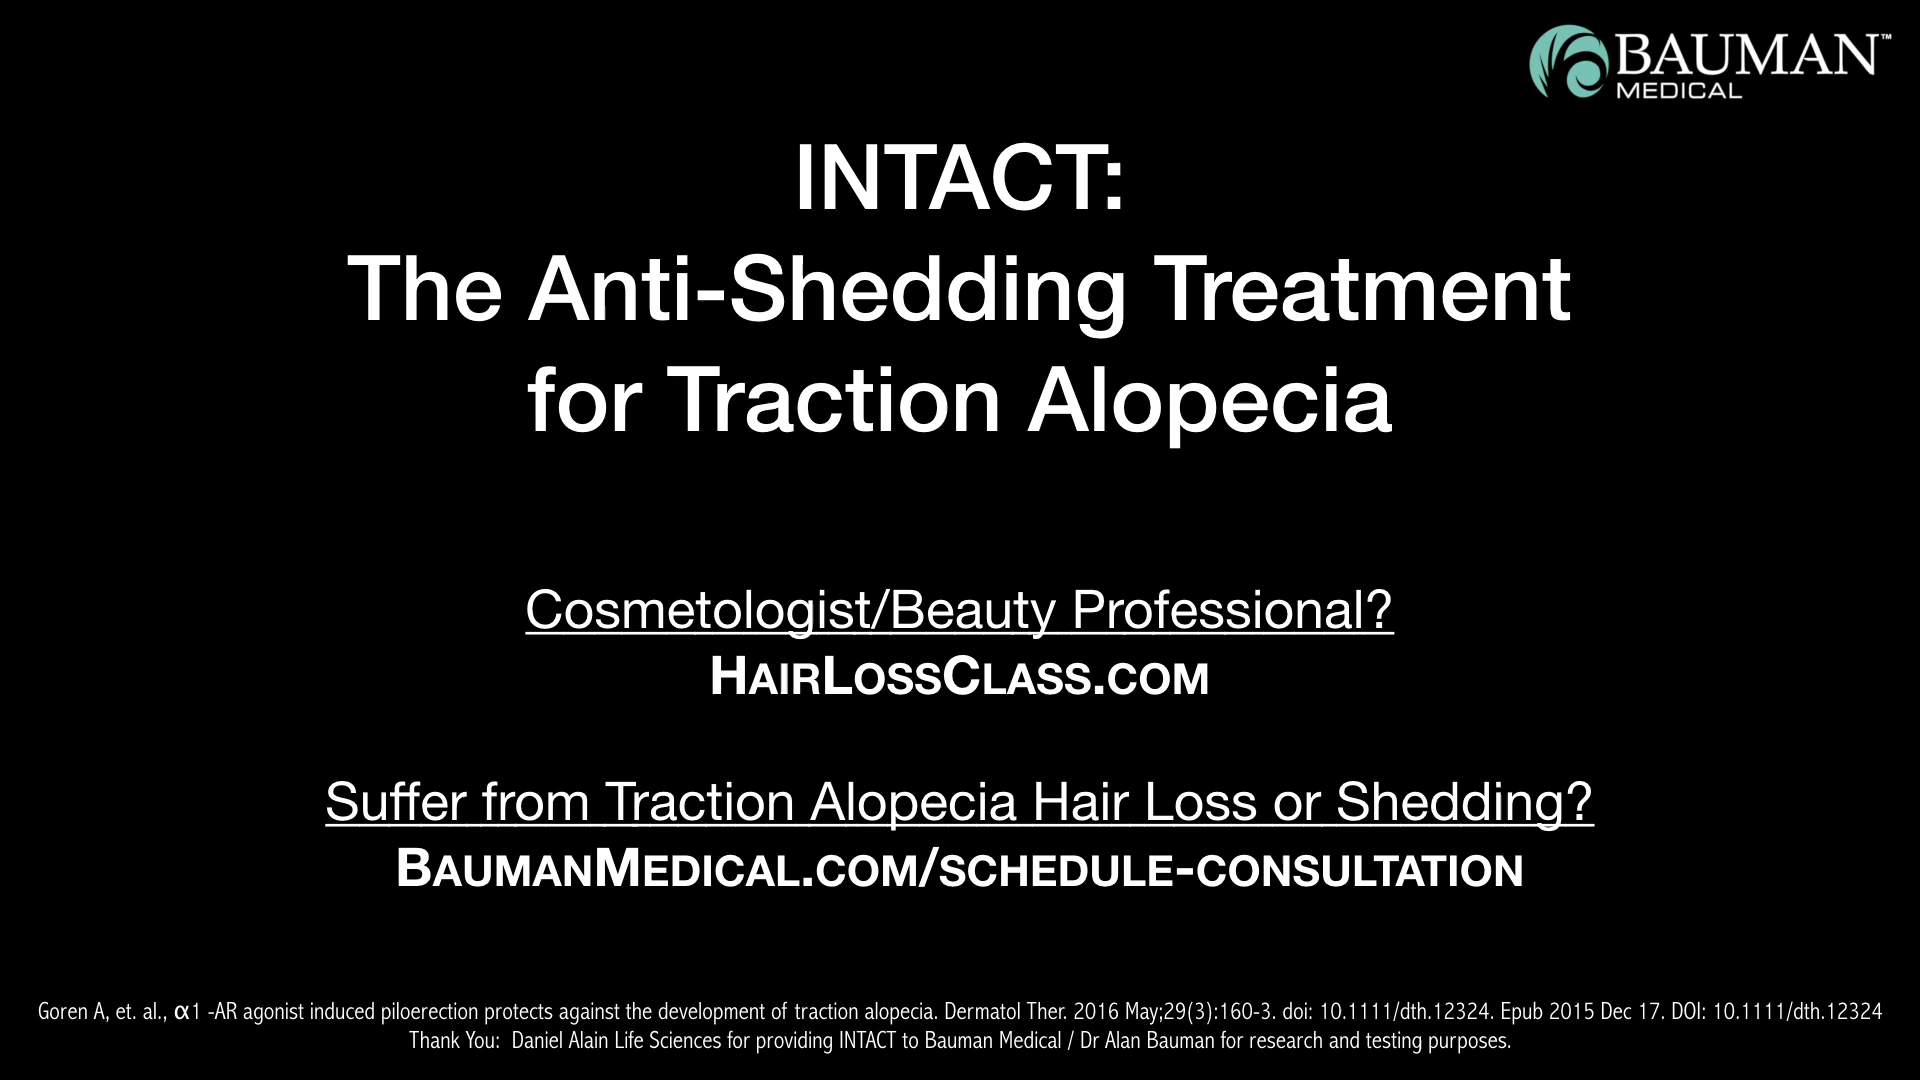 BAUMAN™
MEDICAL
INTACT:
The Anti-Shedding Treatment
for Traction Alopecia
Cosmetologist/Beauty Professional?
HAIRLOSSCLASS.COM
Suffer from Traction Alopecia Hair Loss or Shedding?
BAUMANMEDICAL.COM/SCHEDULE-CONSULTATION
Goren A, et. al., α1 -AR agonist induced piloerection protects against the development of traction alopecia. Dermatol Ther. 2016 May;29(3):160-3. doi: 10.1111/dth.12324. Epub 2015 Dec 17. DOI: 10.1111/dth.12324
Thank You:  Daniel Alain Life Sciences for providing INTACT to Bauman Medical / Dr Alan Bauman for research and testing purposes.